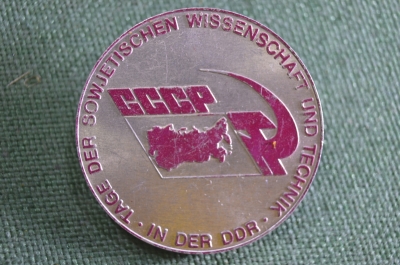 · TAGE DER SOWJETISCHEN WISSENSCHAFT UND TECHNIK ·
IN DER DDR
СССР